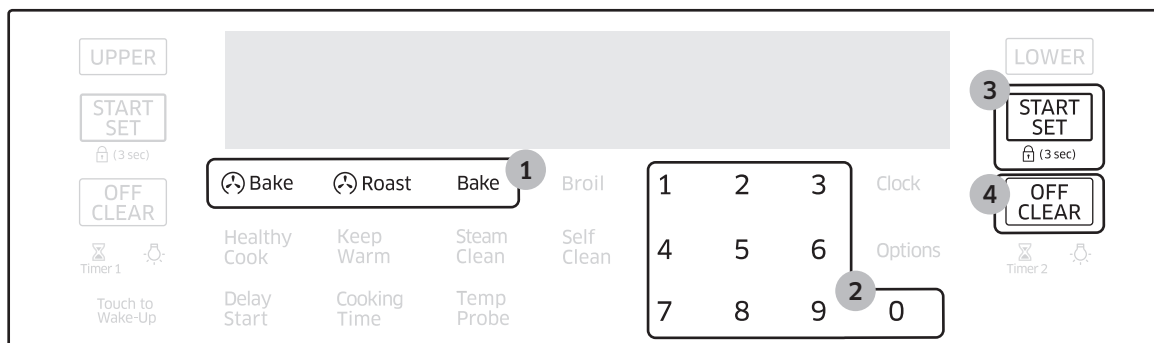 UPPER
LOWER
START
SET
(3 sec)
3
START
SET
(3 sec)
1
Bake
Roast
Bake
Broil
1 2 3
Clock
OFF
CLEAR
4
OFF
CLEAR
Healthy
Cook
Keep
Warm
Steam
Clean
Self
Clean
4 5 6
Options
Timer 1
Timer 2
Touch to
Wake-Up
Delay
Start
Cooking
Time
Temp
Probe
2
7 8 9 0